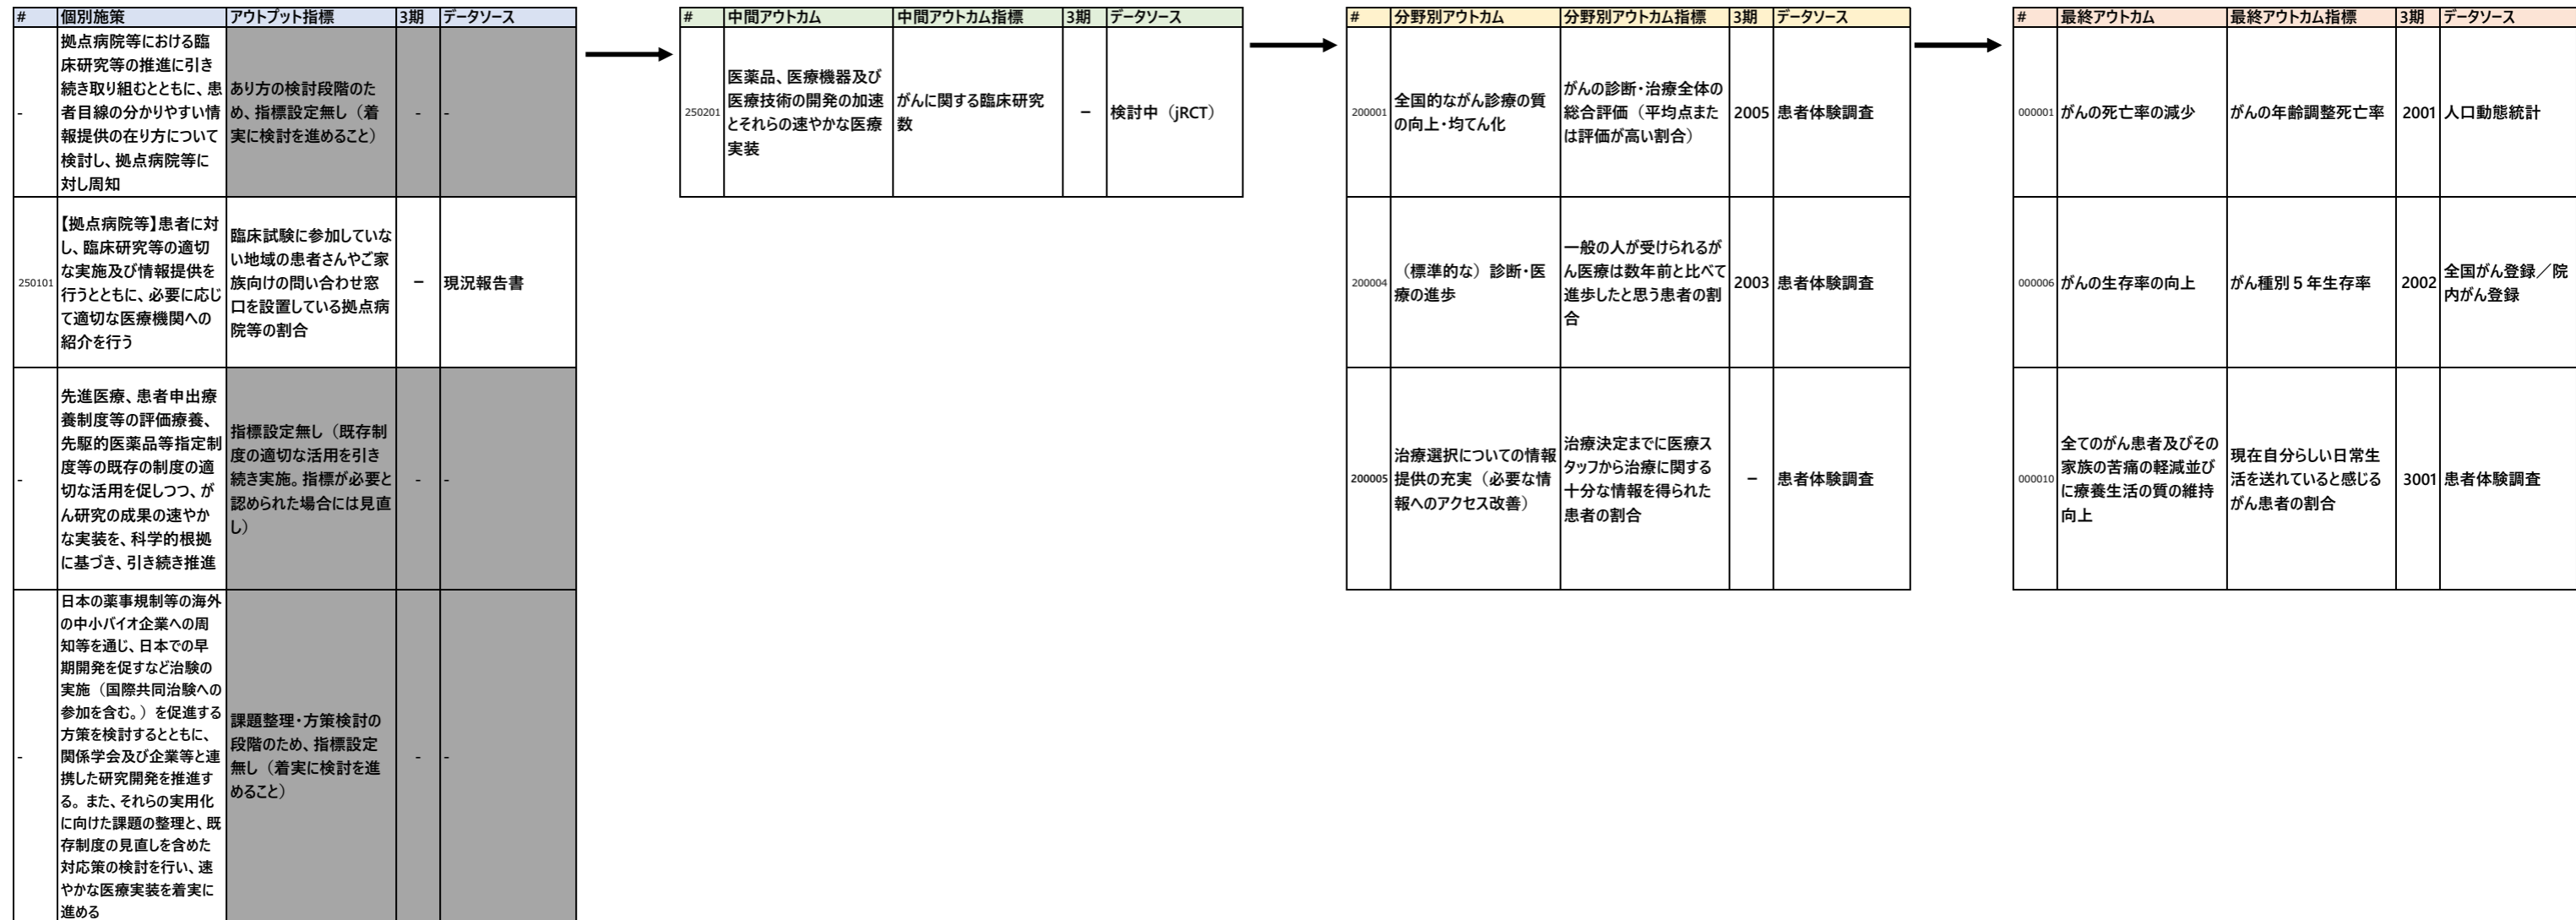 # 個別施策 アウトプット指標 3期 データソース
-
拠点病院等における臨
床研究等の推進に引き
続き取り組むとともに、患
者目線の分かりやすい情
報提供の在り方について
検討し、拠点病院等に
対し周知
あり方の検討段階のた
め、指標設定無し（着
実に検討を進めること）
-
-
250101
【拠点病院等】患者に対
し、臨床研究等の適切
な実施及び情報提供を
行うとともに、必要に応じ
て適切な医療機関への
紹介を行う
臨床試験に参加していな
い地域の患者さんやご家
族向けの問い合わせ窓
口を設置している拠点病
院等の割合
－
現況報告書
-
先進医療、患者申出療
養制度等の評価療養、
先駆的医薬品等指定制
度等の既存の制度の適
切な活用を促しつつ、が
ん研究の成果の速やか
な実装を、科学的根拠
に基づき、引き続き推進
指標設定無し（既存制
度の適切な活用を引き
続き実施。指標が必要と
認められた場合には見直
し）
-
-
-
日本の薬事規制等の海外
の中小バイオ企業への周
知等を通じ、日本での早
期開発を促すなど治験の
実施（国際共同治験への
参加を含む。）を促進する
方策を検討するとともに、
関係学会及び企業等と連
携した研究開発を推進す
る。また、それらの実用化
に向けた課題の整理と、既
存制度の見直しを含めた
対応策の検討を行い、速
やかな医療実装を着実に
進める
課題整理・方策検討の
段階のため、指標設定
無し（着実に検討を進
めること）
-
-
# 中間アウトカム 中間アウトカム指標 3期 データソース
250201
医薬品、医療機器及び
医療技術の開発の加速
とそれらの速やかな医療
実装
がんに関する臨床研究
数
－
検討中（jRCT）
# 分野別アウトカム 分野別アウトカム指標 3期 データソース
200001
全国的ながん診療の質
の向上・均てん化
がんの診断・治療全体の
総合評価（平均点また
は評価が高い割合）
2005
患者体験調査
200004
（標準的な）診断・医
療の進歩
一般の人が受けられるが
ん医療は数年前と比べて
進歩したと思う患者の割
合
2003
患者体験調査
200005
治療選択についての情報
提供の充実（必要な情
報へのアクセス改善）
治療決定までに医療ス
タッフから治療に関する
十分な情報を得られた
患者の割合
－
患者体験調査
# 最終アウトカム 最終アウトカム指標 3期 データソース
000001
がんの死亡率の減少
がんの年齢調整死亡率
2001
人口動態統計
000006
がんの生存率の向上
がん種別５年生存率
2002
全国がん登録／院
内がん登録
000010
全てのがん患者及びその
家族の苦痛の軽減並び
に療養生活の質の維持
向上
現在自分らしい日常生
活を送れていると感じる
がん患者の割合
3001
患者体験調査